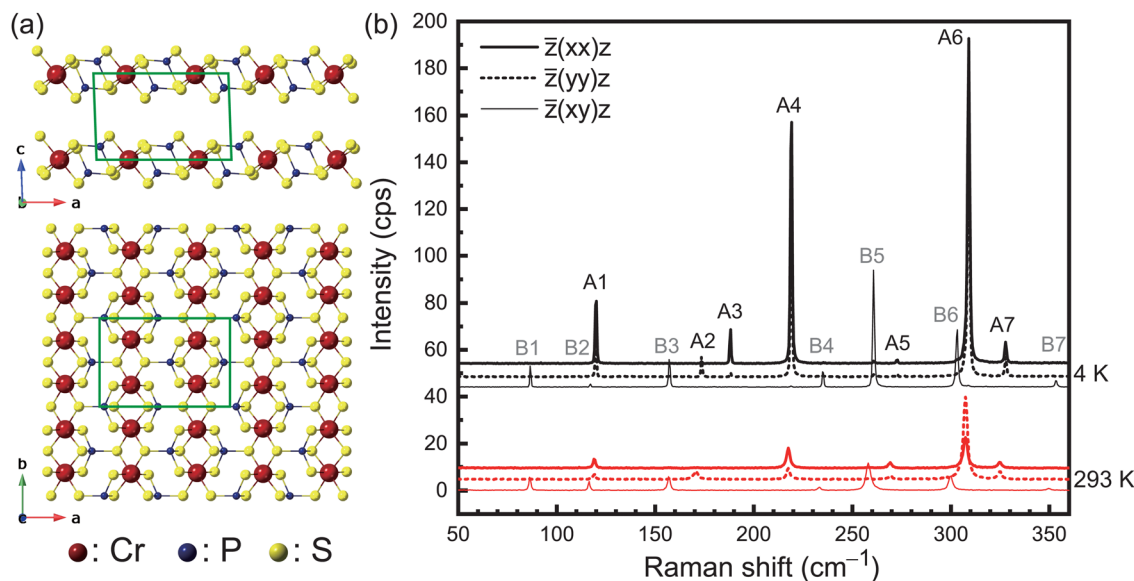 (a)
c
b
a
b
c
a
: Cr : P : S
(b)
Intensity (cps)
200
180
160
140
120
100
80
60
40
20
0
z̅(xx)z
z̅(yy)z
z̅(xy)z
A6
A4
B5
A1
A3
B6
A7
B1 B2 B3 A2 B4 A5 B7
4 K
293 K
50 100 150 200 250 300 350
Raman shift (cm⁻¹)